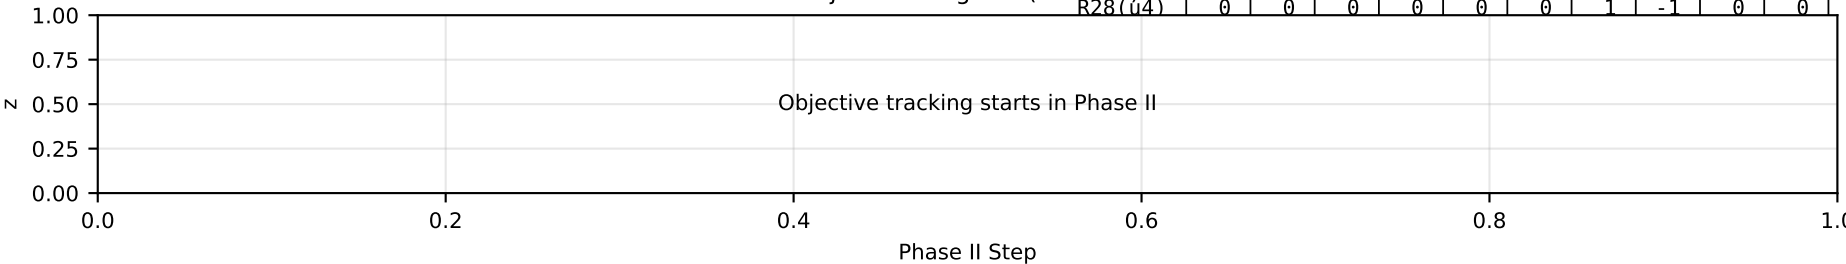 R28(u4) | 0 | 0 | 0 | 0 | 0 | 0 | 1 | -1 | 0 | 0 |
1.00
0.75
z 0.50 Objective tracking starts in Phase II
0.25
0.00
0.0 0.2 0.4 0.6 0.8
Phase II Step